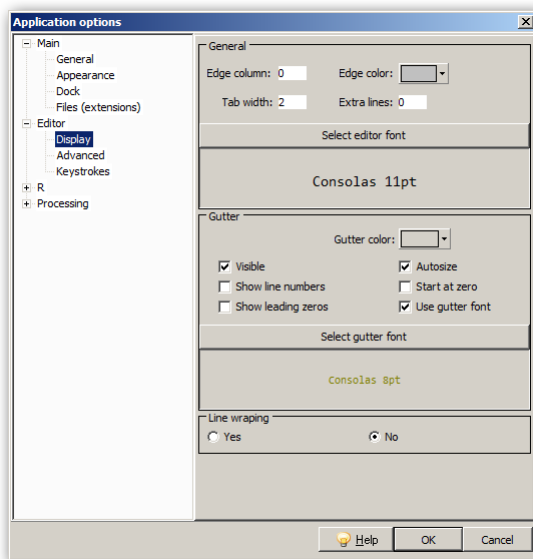 Application options
Main
General
Appearance
Dock
Files (extensions)
Editor
Display
Advanced
Keystrokes
R
Processing
General
Edge column: 0 Edge color:
Tab width: 2 Extra lines: 0
Select editor font
Consolas 11pt
Gutter
Gutter color:
Visible Autosize
Show line numbers Start at zero
Show leading zeros Use gutter font
Select gutter font
Consolas 8pt
Line wraping
Yes No
Help OK Cancel